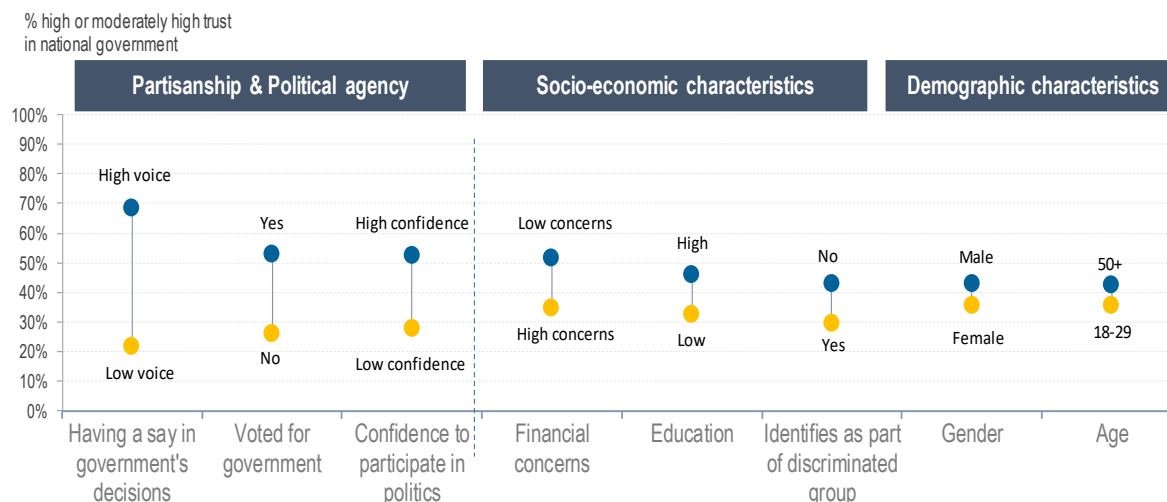 % high or moderately high trust
in national government
Partisanship & Political agency
Socio-economic characteristics
Demographic characteristics
100%
90%
80%
70%
60%
50%
40%
30%
20%
10%
0%
High voice
Low voice
Yes
No
High confidence
Low confidence
Low concerns
High concerns
High
Low
No
Yes
Male
Female
50+
18-29
Having a say in
government's
decisions
Voted for
government
Confidence to
participate in
politics
Financial
concerns
Education
Identifies as part
of discriminated
group
Gender
Age